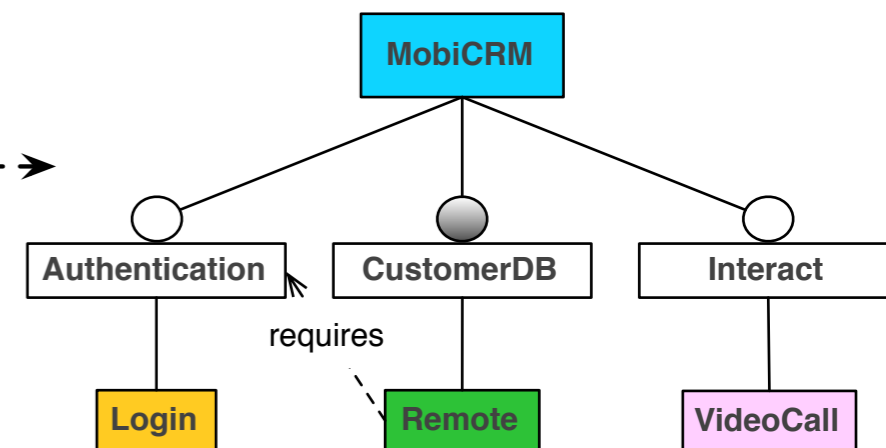 MobiCRM
Authentication
CustomerDB
Interact
requires
Login
Remote
VideoCall